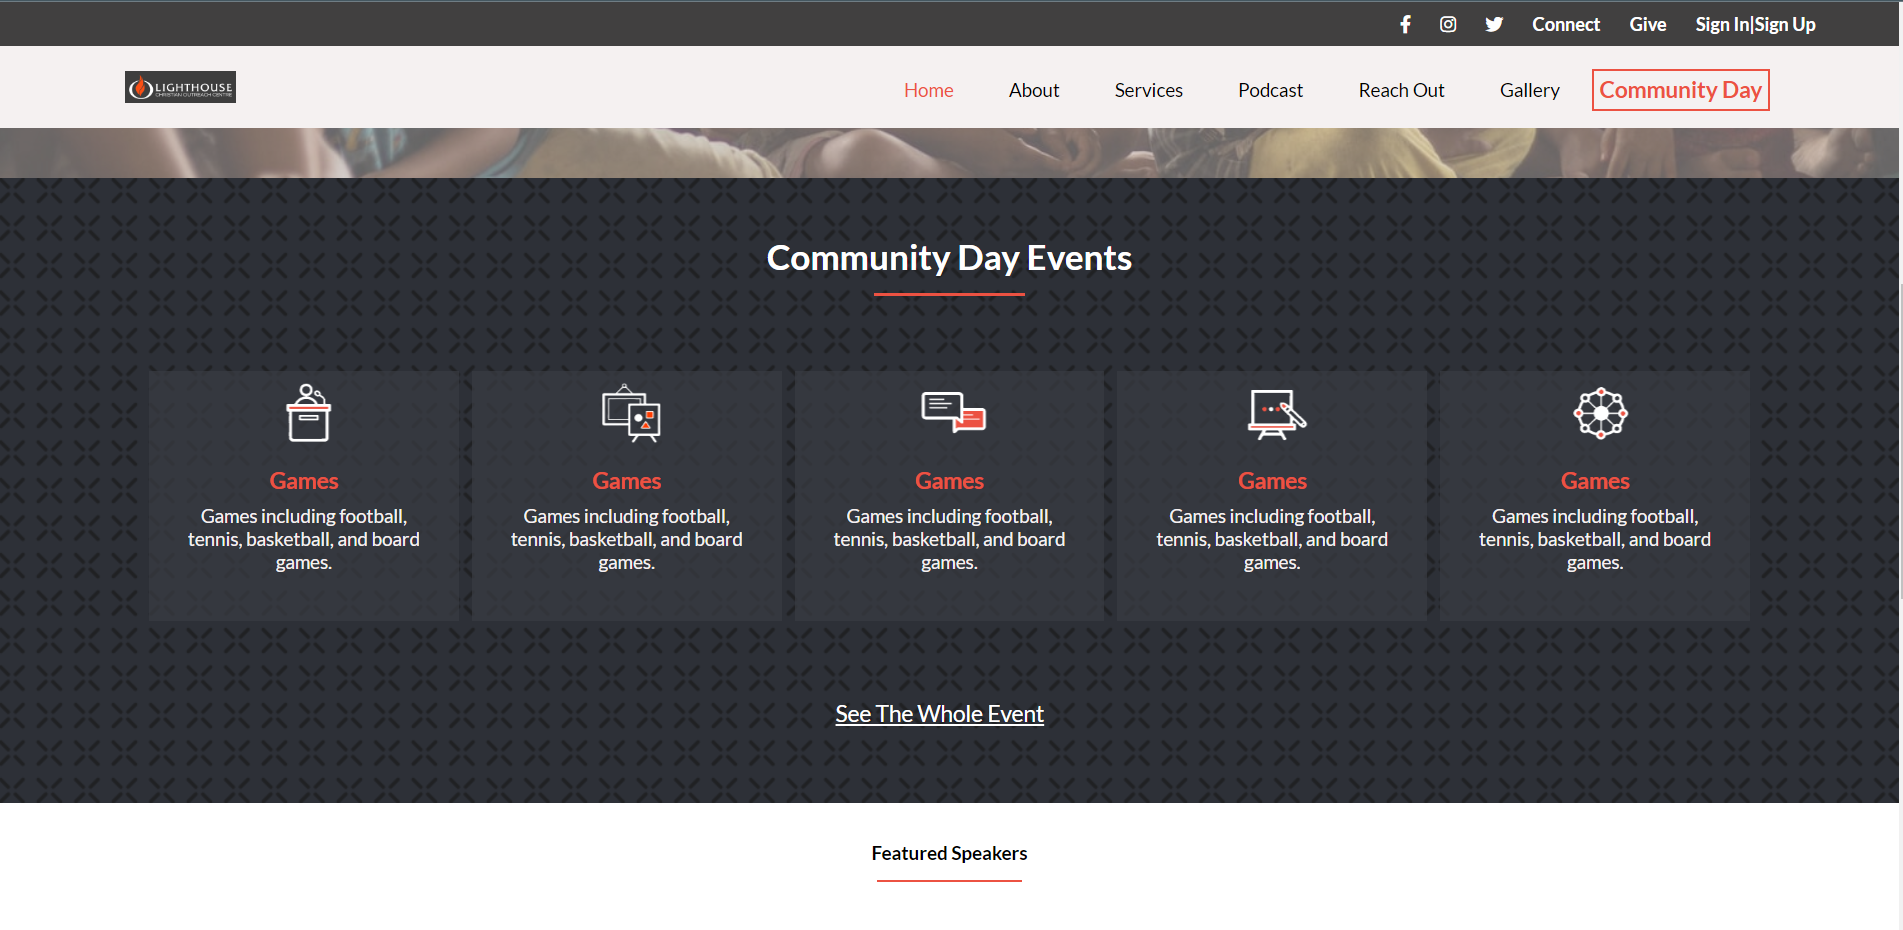 Connect Give Sign In|Sign Up
LIGHTHOUSE
CHRISTIAN OUTREACH CENTRE
Home About Services Podcast Reach Out Gallery Community Day
Community Day Events
Games
Games including football,
tennis, basketball, and board
games.
Games
Games including football,
tennis, basketball, and board
games.
Games
Games including football,
tennis, basketball, and board
games.
Games
Games including football,
tennis, basketball, and board
games.
Games
Games including football,
tennis, basketball, and board
games.
See The Whole Event
Featured Speakers